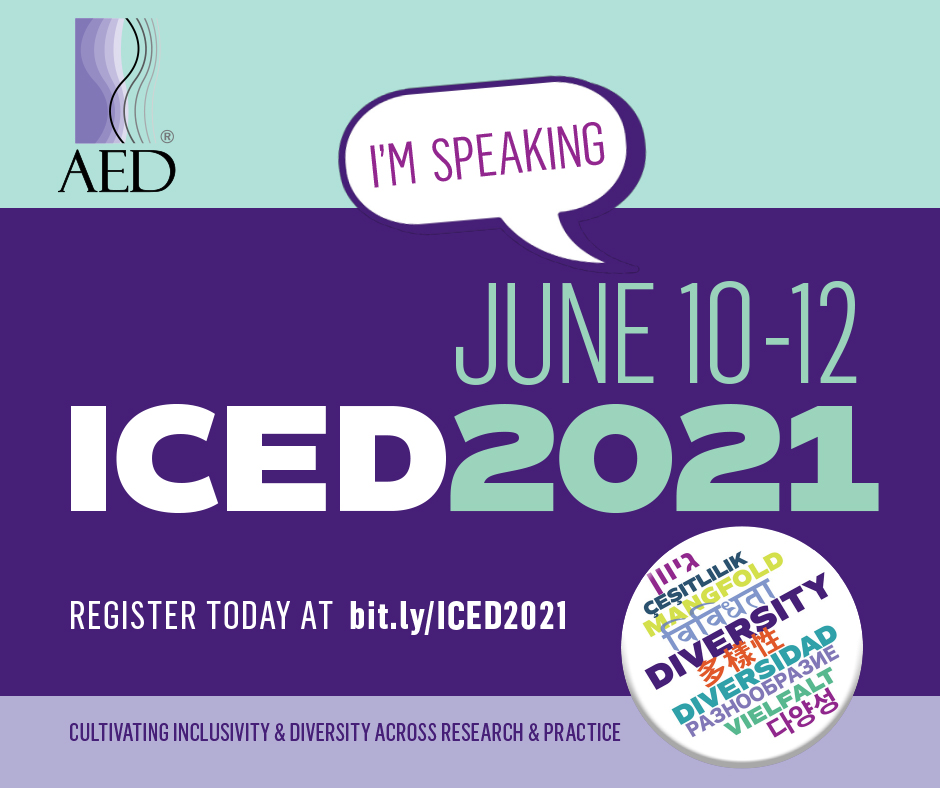 ®
AED
I'M SPEAKING
JUNE 10-12
ICED2021
REGISTER TODAY AT bit.ly/ICED2021
גיוון
ÇEŞITLILIK
MANGFOLD
विविधता
DIVERSITY
多樣性
DIVERSIDAD
РАЗНООБРАЗИЕ
VIELFALT
다양성
CULTIVATING INCLUSIVITY & DIVERSITY ACROSS RESEARCH & PRACTICE